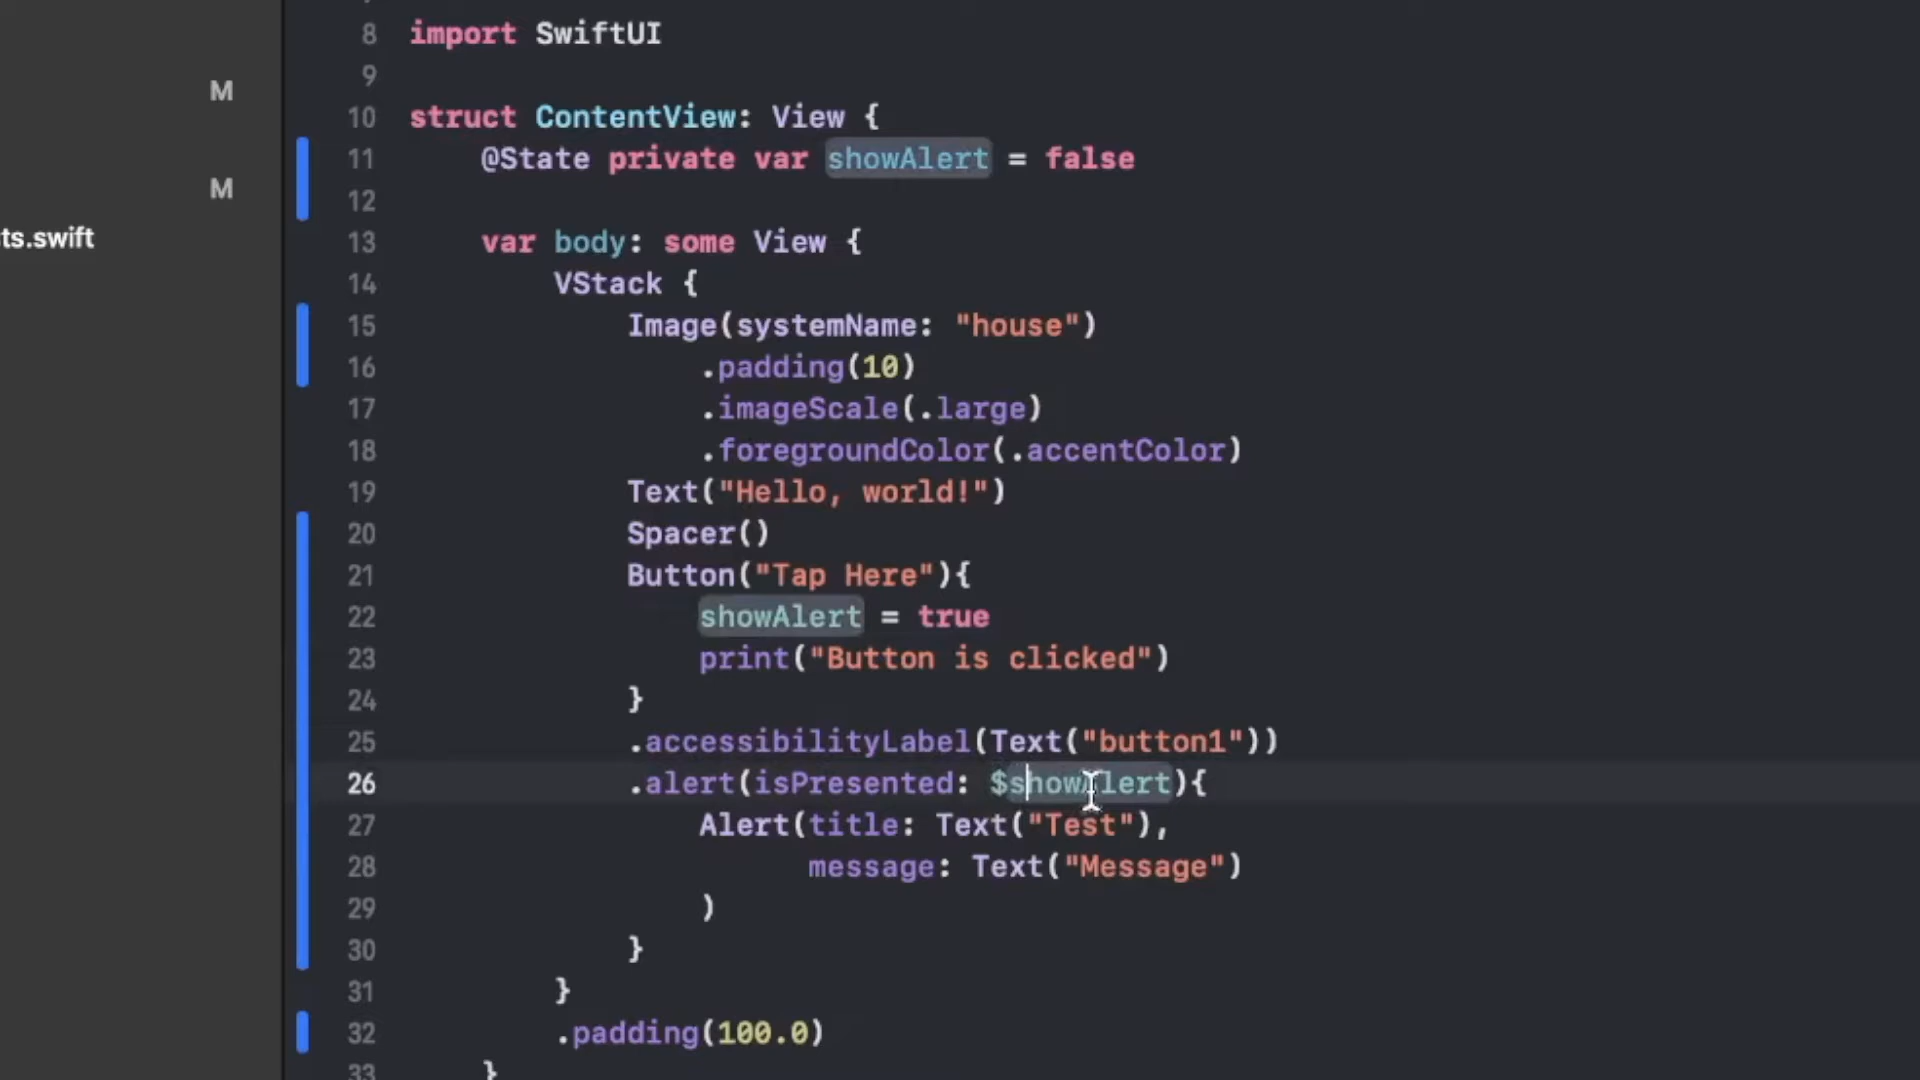 M
M
ts.swift
8 import SwiftUI
9
10 struct ContentView: View {
11 @State private var showAlert = false
12
13 var body: some View {
14 VStack {
15 Image(systemName: "house")
16 .padding(10)
17 .imageScale(.large)
18 .foregroundColor(.accentColor)
19 Text("Hello, world!")
20 Spacer()
21 Button("Tap Here"){
22 showAlert = true
23 print("Button is clicked")
24 }
25 .accessibilityLabel(Text("button1"))
26 .alert(isPresented: $showAlert){
27 Alert(title: Text("Test"),
28 message: Text("Message")
29 )
30 }
31 }
32 .padding(100.0)
33 }